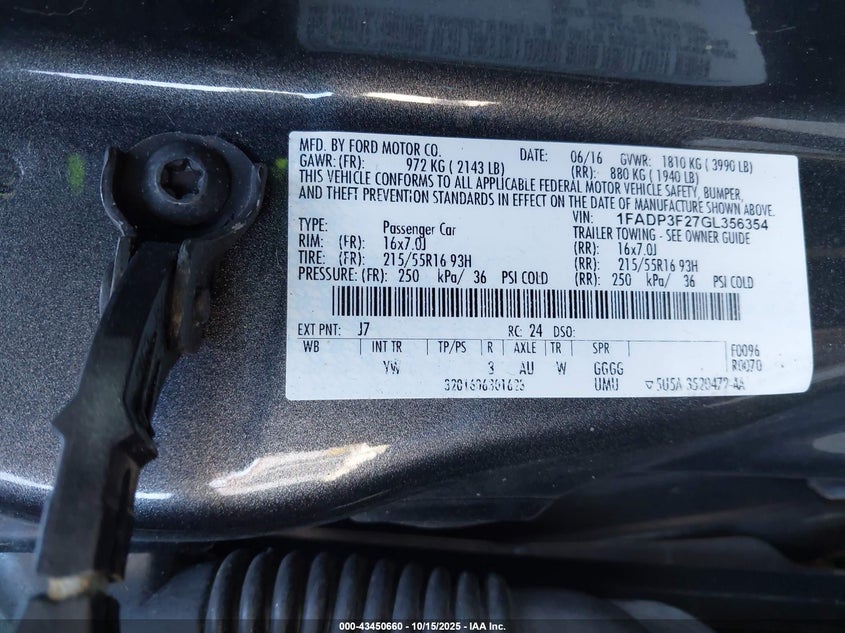 MFD. BY FORD MOTOR CO. DATE: 06/16 GVWR: 1810 KG ( 3990 LB)
GAWR: (FR): 972 KG ( 2143 LB) (RR): 880 KG ( 1940 LB)
THIS VEHICLE CONFORMS TO ALL APPLICABLE FEDERAL MOTOR VEHICLE SAFETY, BUMPER,
AND THEFT PREVENTION STANDARDS IN EFFECT ON THE DATE OF MANUFACTURE SHOWN ABOVE.
VIN: 1FADP3F27GL356354
TYPE: Passenger Car TRAILER TOWING - SEE OWNER GUIDE
RIM: (FR): 16x7.0J (RR): 16x7.0J
TIRE: (FR): 215/55R16 93H (RR): 215/55R16 93H
PRESSURE: (FR): 250 kPa/ 36 PSI COLD (RR): 250 kPa/ 36 PSI COLD
EXT PNT: J7 RC: 24 DSO:
WB INT TR TP/PS R AXLE TR SPR F0096
YW 3 AU W GGGG R0070
UMU
000-43450660 - 10/15/2025 - IAA Inc.